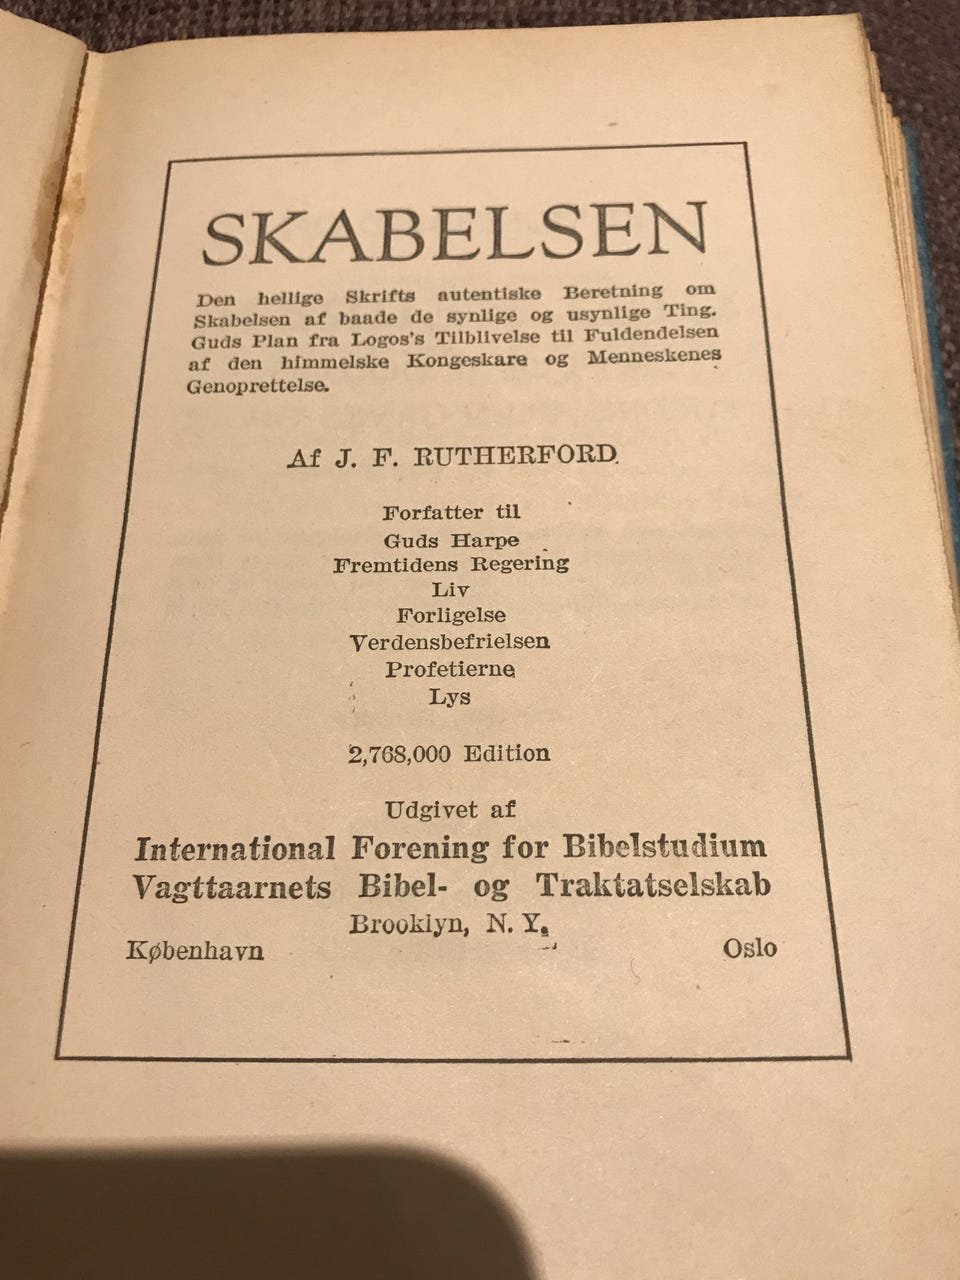 SKABELSEN
Den hellige Skrifts autentiske Beretning om
Skabelsen af baade de synlige og usynlige Ting.
Guds Plan fra Logos's Tilblivelse til Fuldendelsen
af den himmelske Kongeskare og Menneskenes
Genoprettelse.
Af J. F. RUTHERFORD
Forfatter til
Guds Harpe
Fremtidens Regering
Liv
Forligelse
Verdensbefrielsen
Profetierne
Lys
2,768,000 Edition
Udgivet af
International Forening for Bibelstudium
Vagttaarnets Bibel- og Traktatselskab
Brooklyn, N. Y.
København Oslo